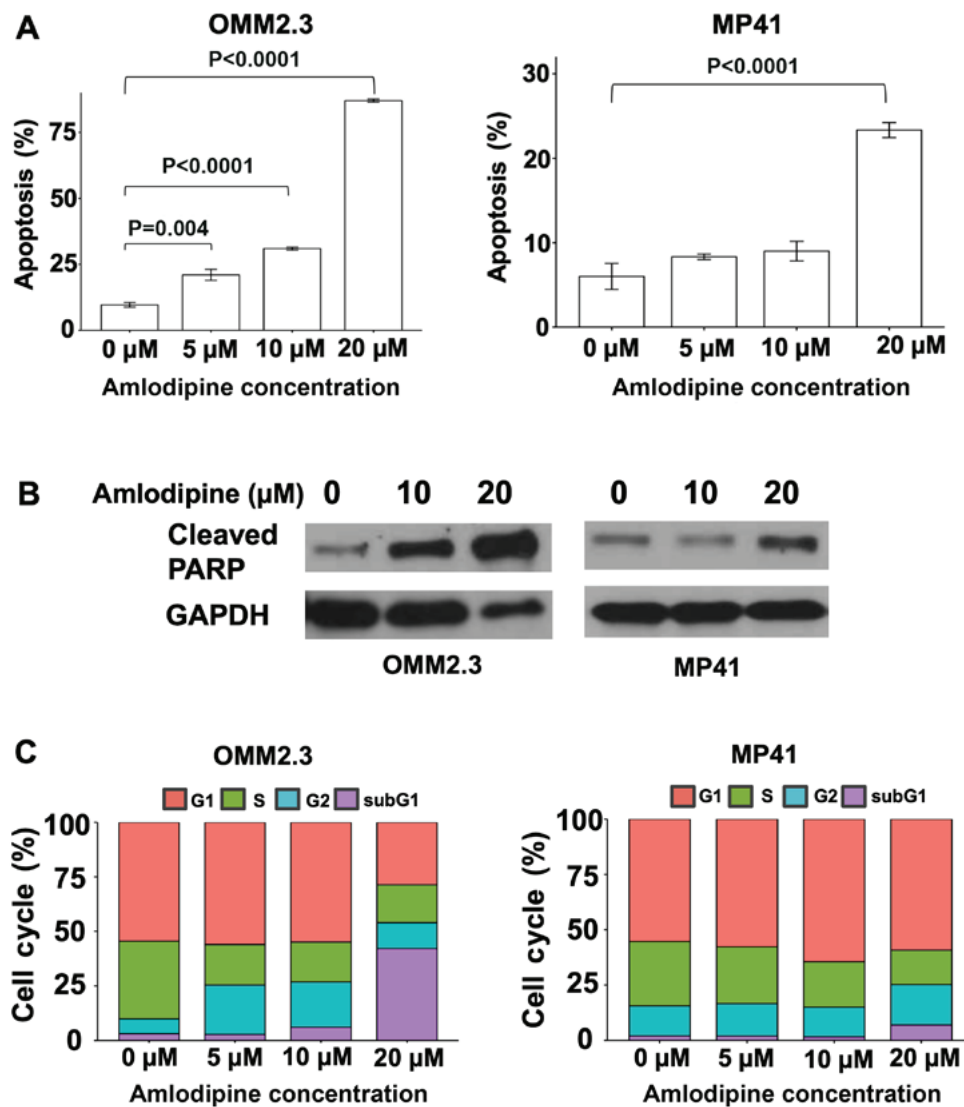 A
OMM2.3
P<0.0001
P<0.0001
P=0.004
Apoptosis (%)
75
50
25
0
0 µM 5 µM 10 µM 20 µM
Amlodipine concentration
MP41
P<0.0001
Apoptosis (%)
30
20
10
0
0 µM 5 µM 10 µM 20 µM
Amlodipine concentration
B
Amlodipine (µM) 0 10 20 0 10 20
Cleaved
PARP
GAPDH
OMM2.3 MP41
C
OMM2.3
G1 S G2 subG1
Cell cycle (%)
100
75
50
25
0
0 µM 5 µM 10 µM 20 µM
Amlodipine concentration
MP41
G1 S G2 subG1
Cell cycle (%)
100
75
50
25
0
0 µM 5 µM 10 µM 20 µM
Amlodipine concentration